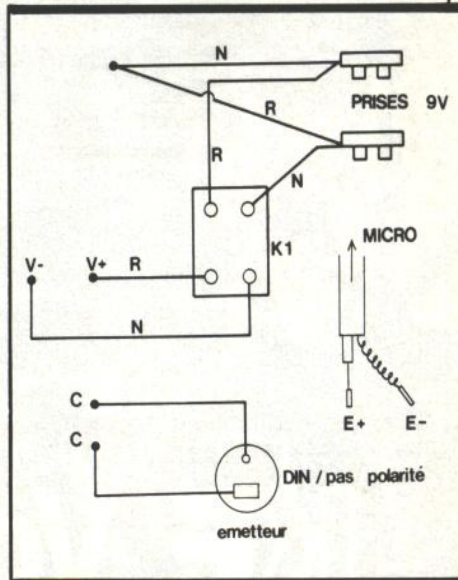 N
PRISES 9V
R
R
N
K1
MICRO
V- V+ R
N
E+ E-
C
C
DIN / pas polarité
emetteur